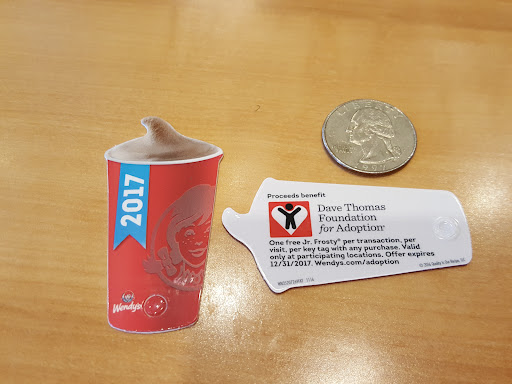 2017
Wendy's
LIBERTY
Proceeds benefit
Dave Thomas
Foundation
for Adoption®
One free Jr. Frosty® per transaction, per
visit, per key tag with any purchase. Valid
only at participating locations. Offer expires
12/31/2017. Wendys.com/adoption